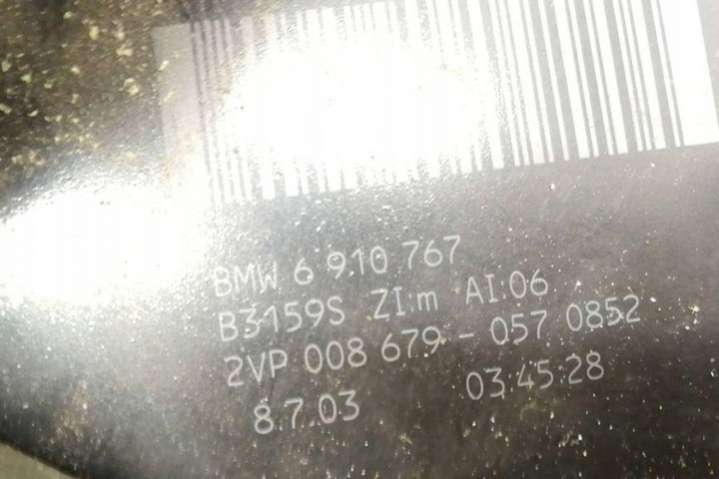 BMW 6 910 767
B3159S ZI:m AI:06
2VP 008 679 - 057 0852
8.7.03 03:45:28